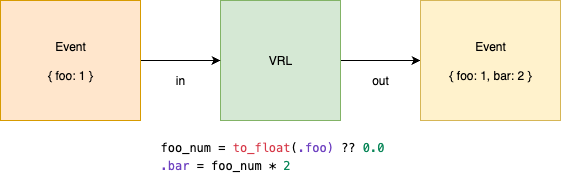 Event
{ foo: 1 }
in
VRL
out
Event
{ foo: 1, bar: 2 }
foo_num = to_float(.foo) ?? 0.0
.bar = foo_num * 2